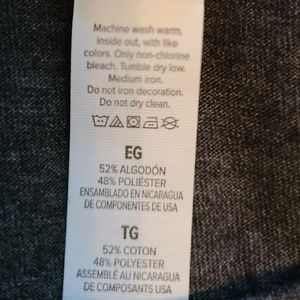 Machine wash warm,
inside out, with like
colors. Only non-chlorine
bleach. Tumble dry low.
Medium iron.
Do not iron decoration.
Do not dry clean.
EG
52% ALGODÓN
48% POLIÉSTER
ENSAMBLADO EN NICARAGUA
DE COMPONENTES DE USA
TG
52% COTON
48% POLYESTER
ASSEMBLÉ AU NICARAGUA
DE COMPOSANTS USA